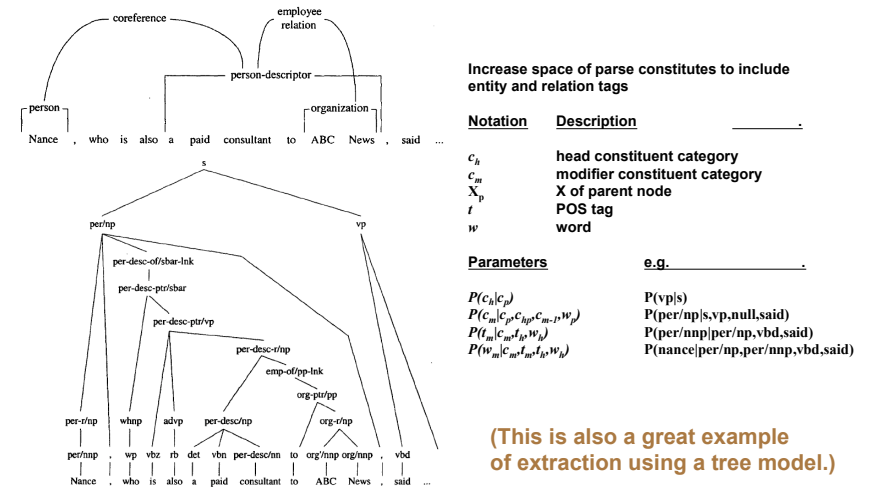 coreference
employee
relation
person-descriptor
person
organization
Nance , who is also a paid consultant to ABC News , said ...
s
per/np vp
per-desc-of/sbar-lnk
per-desc-ptr/sbar
per-desc-ptr/vp
per-desc-r/np
emp-of/pp-lnk
org-ptr/pp
per-r/np whnp advp per-desc/np org-r/np
per/nnp , wp vbz rb det vbn per-desc/nn to org'/nnp org/nnp , vbd
Nance , who is also a paid consultant to ABC News , said ...
Increase space of parse constitutes to include
entity and relation tags
Notation Description .
c_h head constituent category
c_m modifier constituent category
X_p X of parent node
t POS tag
w word
Parameters e.g. .
P(c_h|c_p) P(vp|s)
P(c_m|c_p,c_hp,c_m-1,w_p) P(per/np|s,vp,null,said)
P(t_m|c_m,t_h,w_h) P(per/nnp|per/np,vbd,said)
P(w_m|c_m,t_m,t_h,w_h) P(nance|per/np,per/nnp,vbd,said)
(This is also a great example
of extraction using a tree model.)